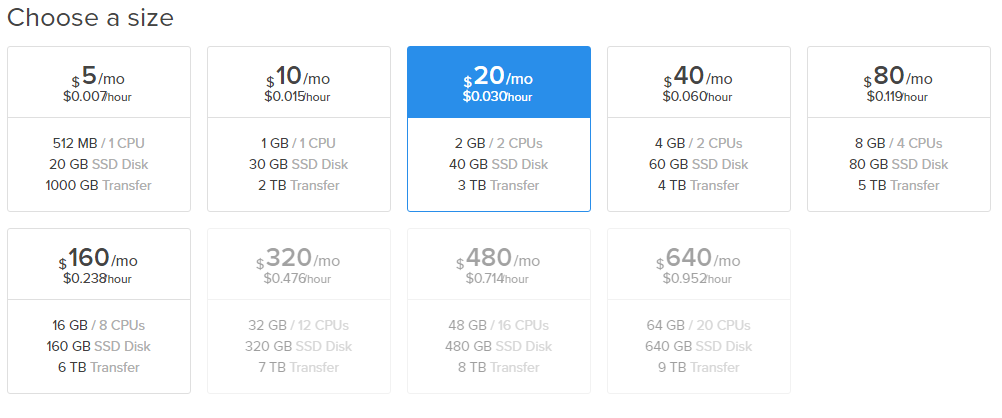 Choose a size
$5/mo
$0.007/hour
512 MB / 1 CPU
20 GB SSD Disk
1000 GB Transfer
$10/mo
$0.015/hour
1 GB / 1 CPU
30 GB SSD Disk
2 TB Transfer
$20/mo
$0.030/hour
2 GB / 2 CPUs
40 GB SSD Disk
3 TB Transfer
$40/mo
$0.060/hour
4 GB / 2 CPUs
60 GB SSD Disk
4 TB Transfer
$80/mo
$0.119/hour
8 GB / 4 CPUs
80 GB SSD Disk
5 TB Transfer
$160/mo
$0.238/hour
16 GB / 8 CPUs
160 GB SSD Disk
6 TB Transfer
$320/mo
$0.476/hour
32 GB / 12 CPUs
320 GB SSD Disk
7 TB Transfer
$480/mo
$0.714/hour
48 GB / 16 CPUs
480 GB SSD Disk
8 TB Transfer
$640/mo
$0.952/hour
64 GB / 20 CPUs
640 GB SSD Disk
9 TB Transfer